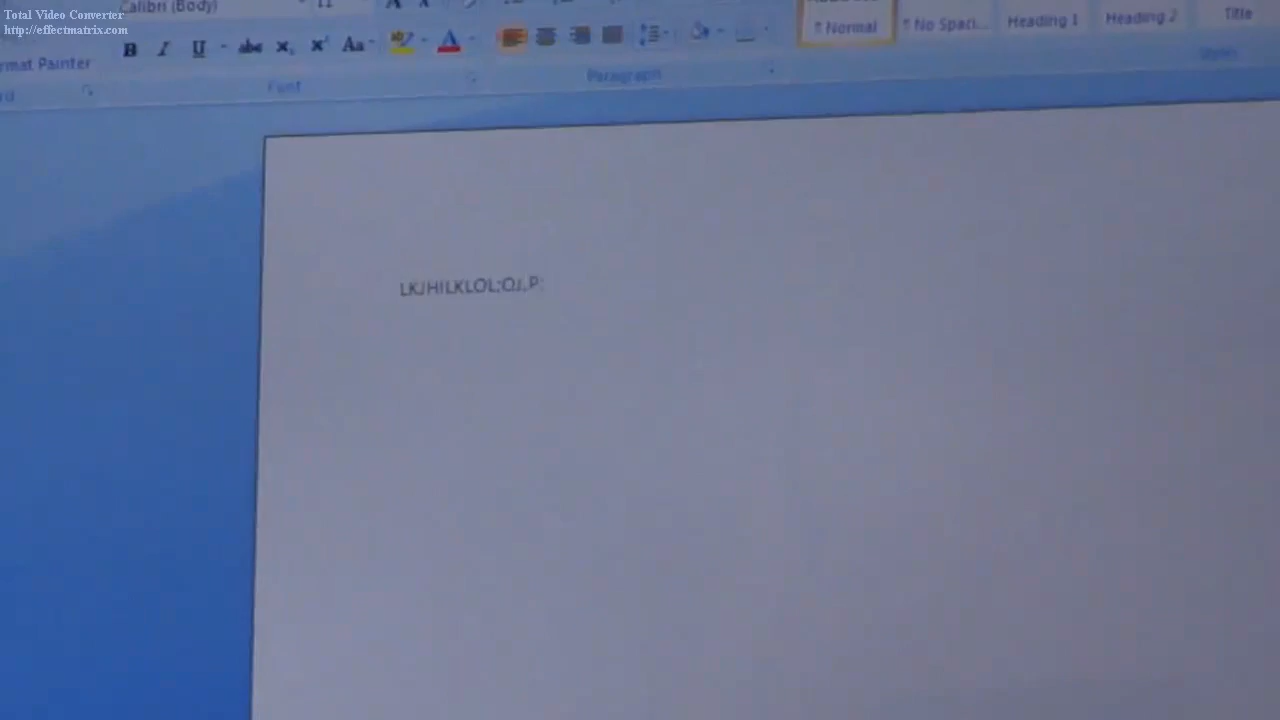 Total Video Converter
http://effectmatrix.com
Calibri (Body)
11
B I U abc x₂ x² Aa
Normal
No Spaci...
Heading 1
Heading 2
Title
rmat Painter
Font
Paragraph
LKJHILKLOL;OJ,P;